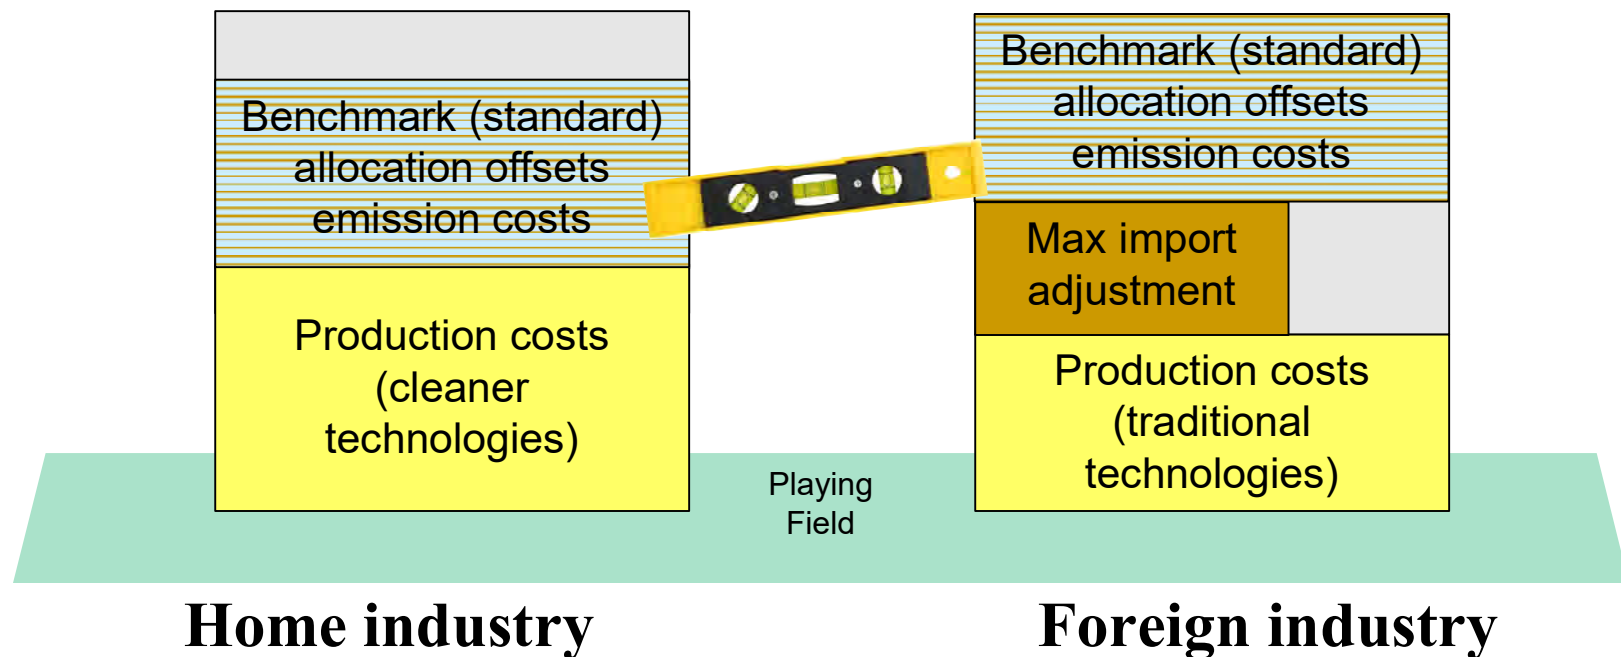 Benchmark (standard)
allocation offsets
emission costs
Production costs
(cleaner
technologies)
Benchmark (standard)
allocation offsets
emission costs
Max import
adjustment
Production costs
(traditional
technologies)
Playing
Field
Home industry
Foreign industry